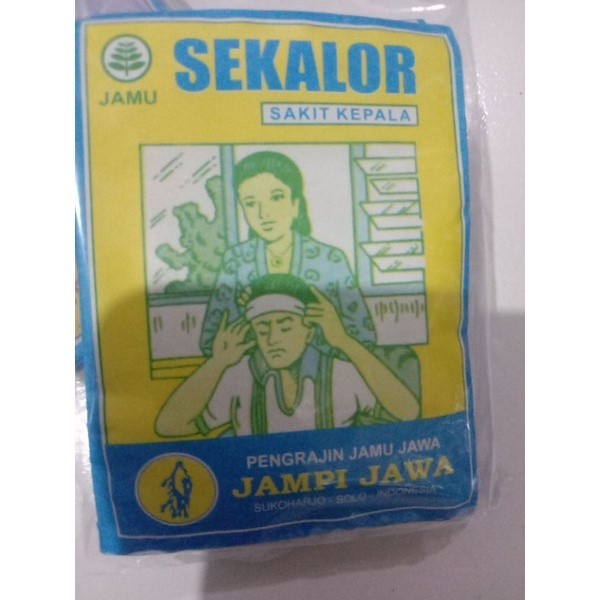 SEKALOR
JAMU
SAKIT KEPALA
PENGRAJIN JAMU JAWA
JAMPI JAWA
SUKOHARJO - SOLO - INDONESIA